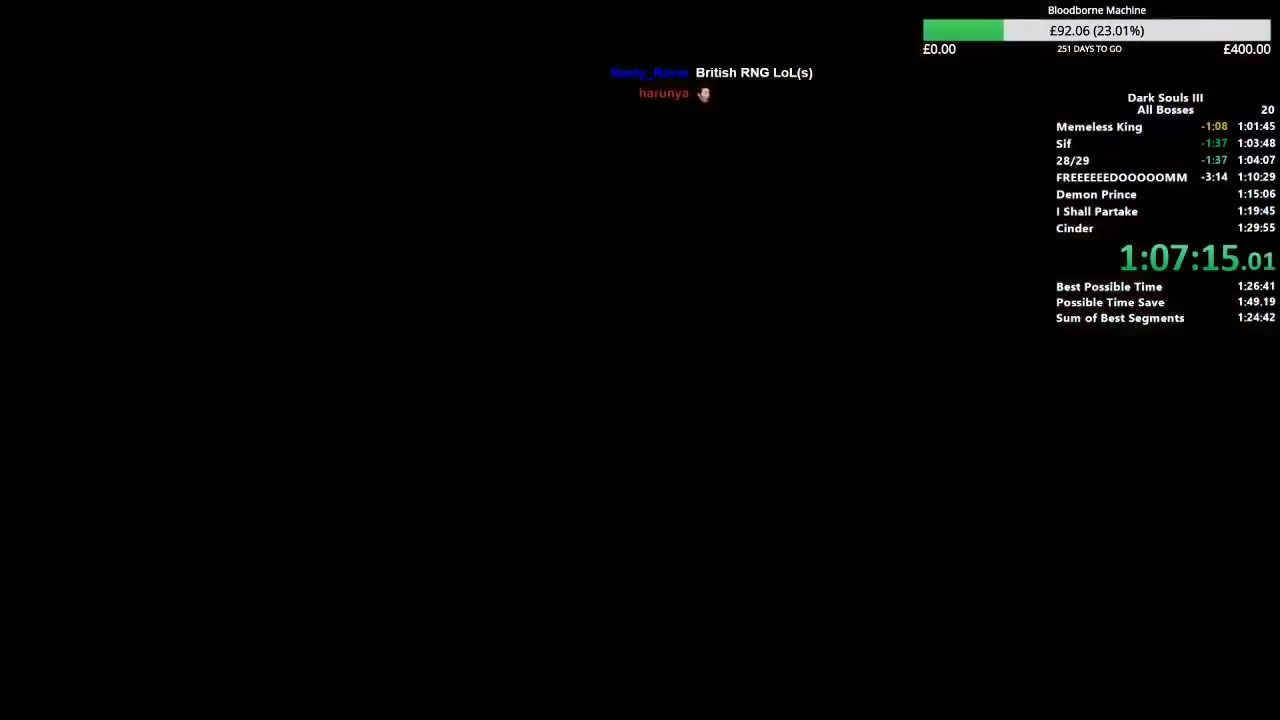 Bloodborne Machine
£92.06 (23.01%)
£0.00 251 DAYS TO GO £400.00
British RNG LoL(s)
harunya
Dark Souls III
All Bosses 20
Memeless King -1:08 1:01:45
Sif -1:37 1:03:48
28/29 -1:37 1:04:07
FREEEEEDOOOOOMM -3:14 1:10:29
Demon Prince 1:15:06
I Shall Partake 1:19:45
Cinder 1:29:55
1:07:15.01
Best Possible Time 1:26:41
Possible Time Save 1:49.19
Sum of Best Segments 1:24:42